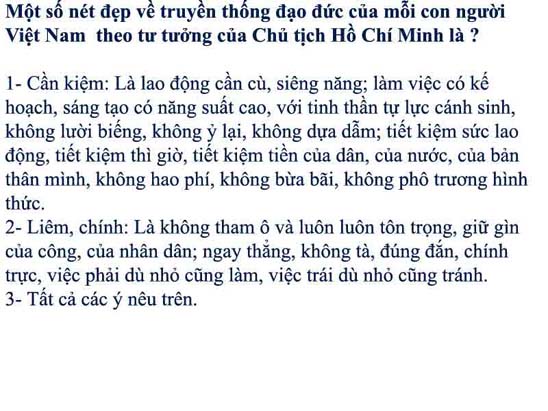 Một số nét đẹp về truyền thống đạo đức của mỗi con người
Việt Nam theo tư tưởng của Chủ tịch Hồ Chí Minh là ?
1- Cần kiệm: Là lao động cần cù, siêng năng; làm việc có kế
hoạch, sáng tạo có năng suất cao, với tinh thần tự lực cánh sinh,
không lười biếng, không ỷ lại, không dựa dẫm; tiết kiệm sức lao
động, tiết kiệm thì giờ, tiết kiệm tiền của dân, của nước, của bản
thân mình, không hao phí, không bừa bãi, không phô trương hình
thức.
2- Liêm, chính: Là không tham ô và luôn luôn tôn trọng, giữ gìn
của công, của nhân dân; ngay thẳng, không tà, đúng đắn, chính
trực, việc phải dù nhỏ cũng làm, việc trái dù nhỏ cũng tránh.
3- Tất cả các ý nêu trên.